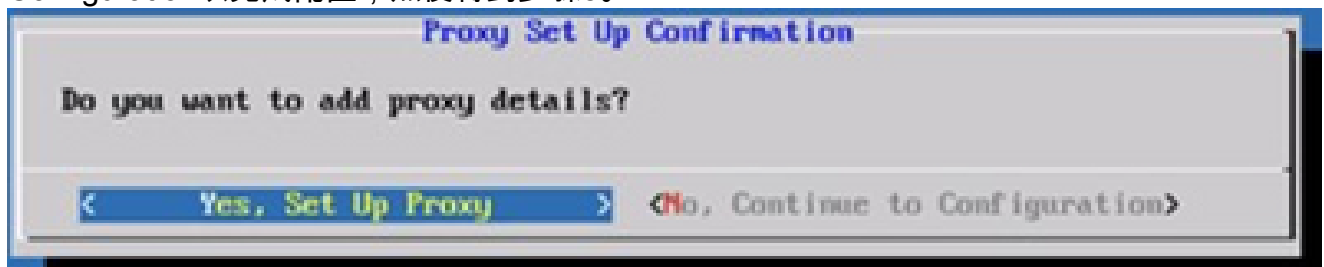 Proxy Set Up Confirmation
Do you want to add proxy details?
< Yes, Set Up Proxy > <No, Continue to Configuration>